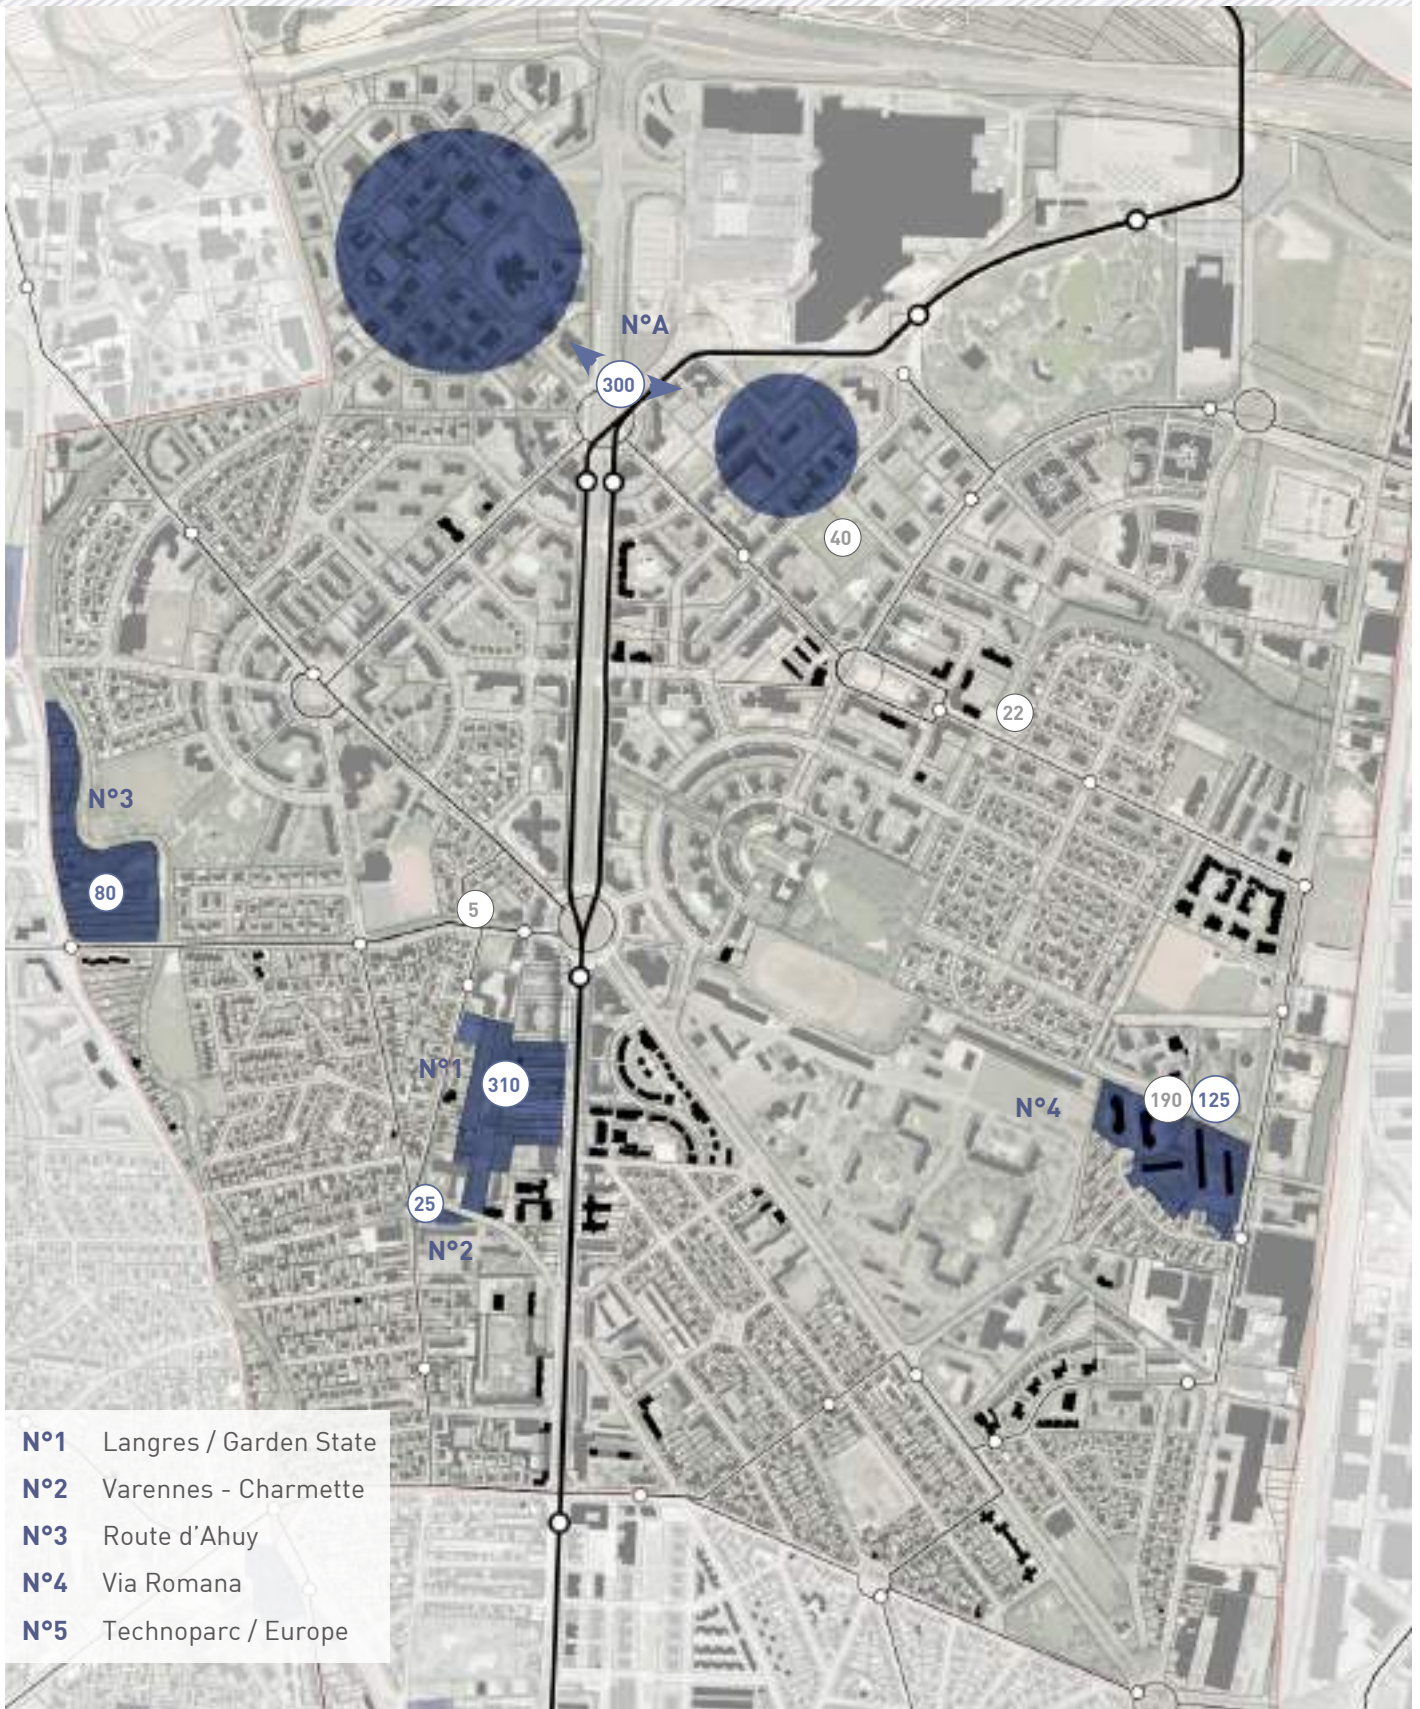 N°A
300
40
22
N°3
80
5
N°1
310
190
125
N°4
25
N°2
N°1 Langres / Garden State
N°2 Varennes - Charmette
N°3 Route d'Ahuy
N°4 Via Romana
N°5 Technoparc / Europe